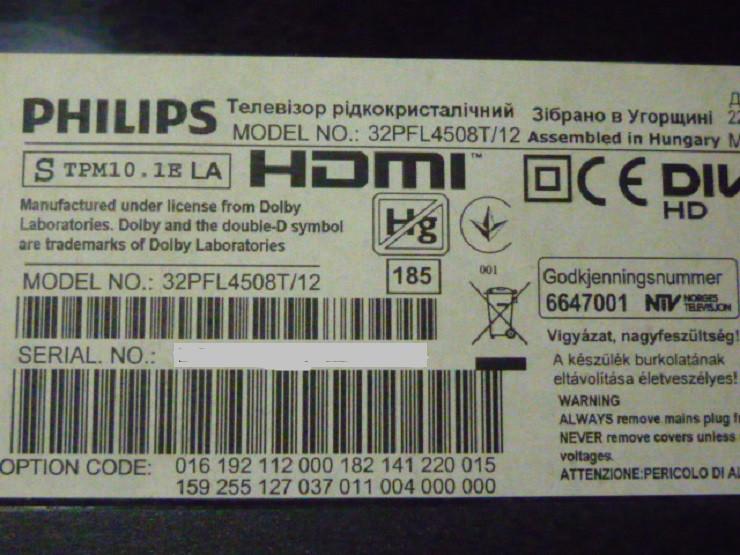 PHILIPS
Телевізор рідкокристалічний
MODEL NO.: 32PFL4508T/12
Зібрано в Угорщині
Assembled in Hungary
S TPM10.1E LA
HDMI™
CE
HD
Manufactured under license from Dolby
Laboratories. Dolby and the double-D symbol
are trademarks of Dolby Laboratories
Hg
MODEL NO.: 32PFL4508T/12
185
001
Godkjenningsnummer
6647001 NTV NORGES
TELEVISJON
SERIAL. NO.:
Vigyázat, nagyfeszültség!
A készülék burkolatának
eltávolítása életveszélyes!
WARNING
ALWAYS remove mains plug
NEVER remove covers unless
voltages.
ATTENZIONE:PERICOLO DI
OPTION CODE: 016 192 112 000 182 141 220 015
159 255 127 037 011 004 000 000